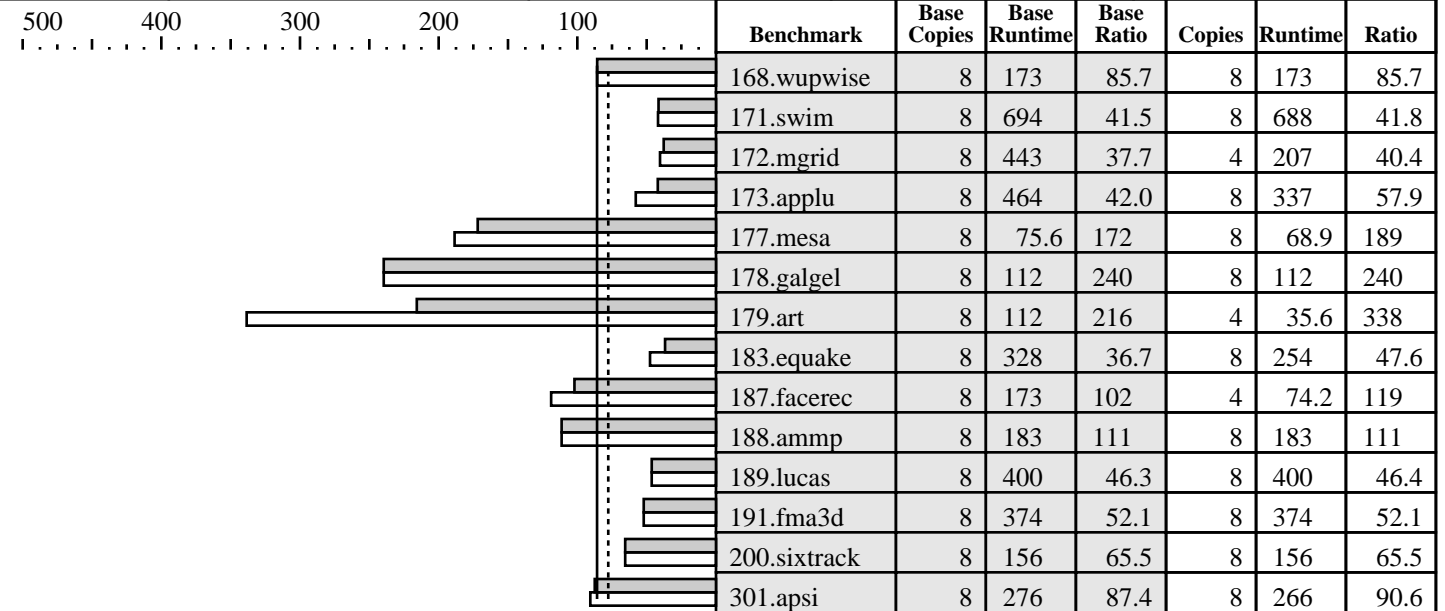 500 400 300 200 100
Benchmark Base Copies Base Runtime Base Ratio Copies Runtime Ratio
168.wupwise 8 173 85.7 8 173 85.7
171.swim 8 694 41.5 8 688 41.8
172.mgrid 8 443 37.7 4 207 40.4
173.applu 8 464 42.0 8 337 57.9
177.mesa 8 75.6 172 8 68.9 189
178.galgel 8 112 240 8 112 240
179.art 8 112 216 4 35.6 338
183.equake 8 328 36.7 8 254 47.6
187.facerec 8 173 102 4 74.2 119
188.ammp 8 183 111 8 183 111
189.lucas 8 400 46.3 8 400 46.4
191.fma3d 8 374 52.1 8 374 52.1
200.sixtrack 8 156 65.5 8 156 65.5
301.apsi 8 276 87.4 8 266 90.6